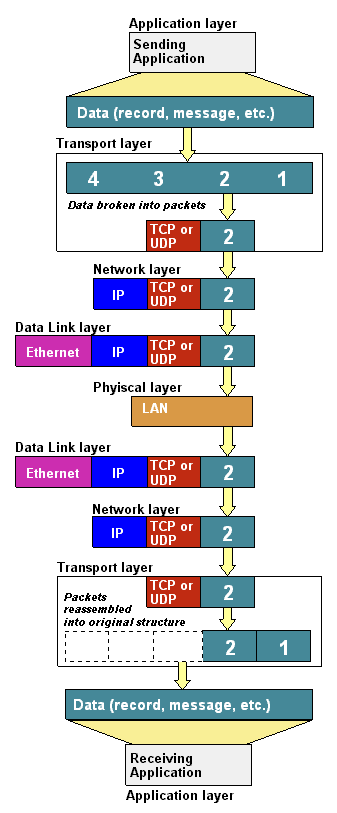 Application layer
Sending
Application
Data (record, message, etc.)
Transport layer
4 3 2 1
Data broken into packets
TCP or
UDP
2
Network layer
IP
TCP or
UDP
2
Data Link layer
Ethernet
IP
TCP or
UDP
2
Phyiscal layer
LAN
Data Link layer
Ethernet
IP
TCP or
UDP
2
Network layer
IP
TCP or
UDP
2
Transport layer
TCP or
UDP
2
Packets
reassembled
into original structure
2 1
Data (record, message, etc.)
Receiving
Application
Application layer